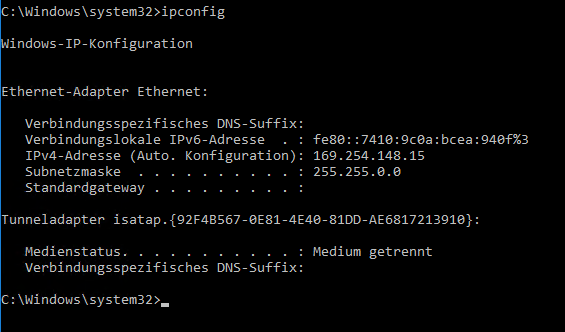 C:\Windows\system32>ipconfig
Windows-IP-Konfiguration
Ethernet-Adapter Ethernet:
Verbindungsspezifisches DNS-Suffix:
Verbindungslokale IPv6-Adresse  . : fe80::7410:9c0a:bcea:940f%3
IPv4-Adresse (Auto. Konfiguration): 169.254.148.15
Subnetzmaske  . . . . . . . . . . : 255.255.0.0
Standardgateway . . . . . . . . . :
Tunneladapter isatap.{92F4B567-0E81-4E40-81DD-AE6817213910}:
Medienstatus. . . . . . . . . . . : Medium getrennt
Verbindungsspezifisches DNS-Suffix:
C:\Windows\system32>